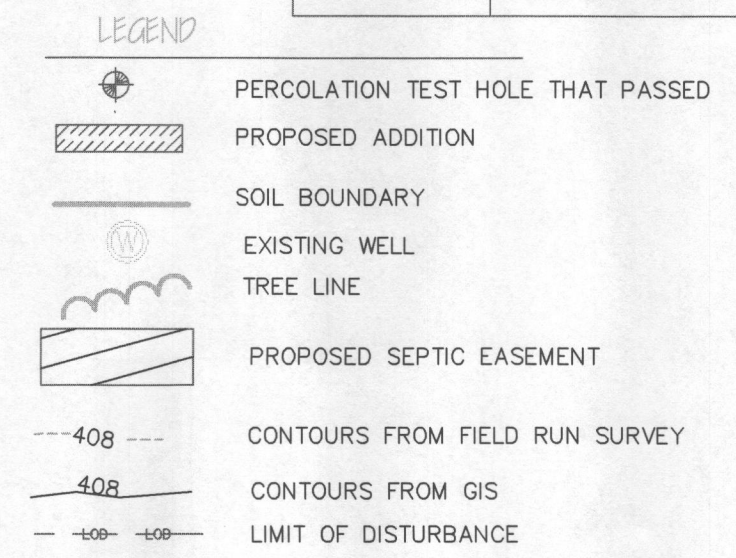 LEGEND
PERCOLATION TEST HOLE THAT PASSED
PROPOSED ADDITION
SOIL BOUNDARY
W EXISTING WELL
TREE LINE
PROPOSED SEPTIC EASEMENT
408 CONTOURS FROM FIELD RUN SURVEY
408 CONTOURS FROM GIS
LOD LOD LIMIT OF DISTURBANCE